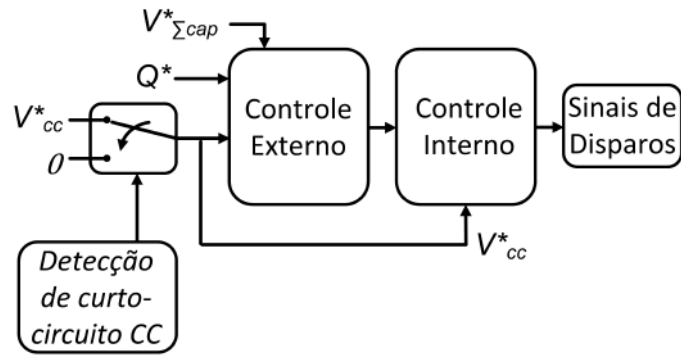 V*∑cap
Q*
V*cc
0
Controle
Externo
Controle
Interno
Sinais de
Disparos
V*cc
Detecção
de curto-
circuito CC